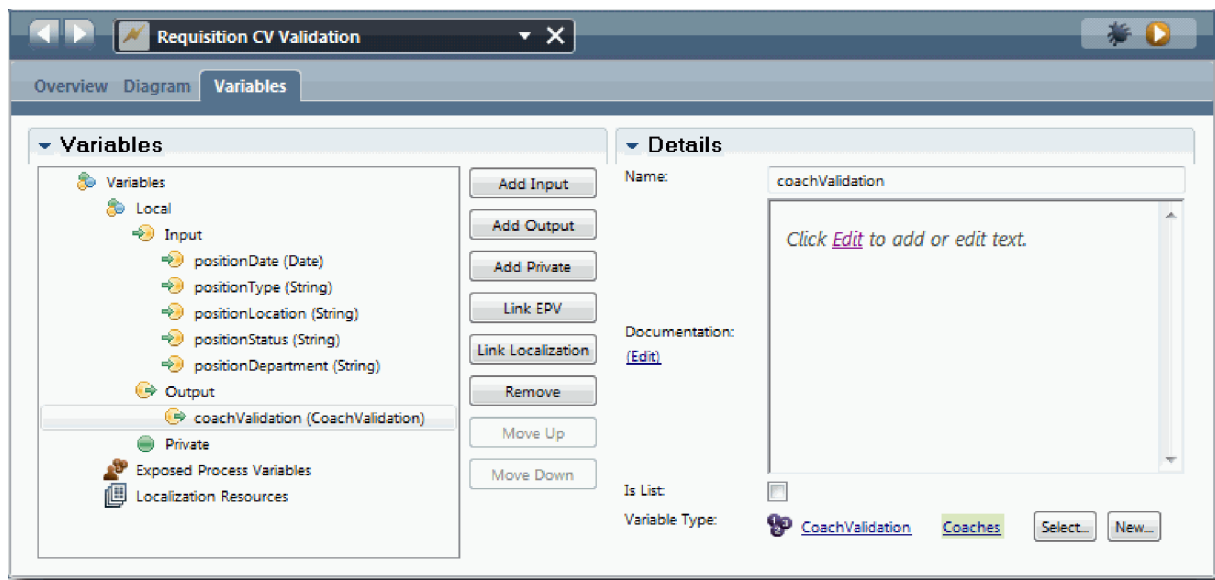 Requisition CV Validation
Overview Diagram Variables
Variables
Variables
Local
Input
positionDate (Date)
positionType (String)
positionLocation (String)
positionStatus (String)
positionDepartment (String)
Output
coachValidation (CoachValidation)
Private
Exposed Process Variables
Localization Resources
Add Input
Add Output
Add Private
Link EPV
Link Localization
Remove
Move Up
Move Down
Details
Name: coachValidation
Click Edit to add or edit text.
Documentation:
(Edit)
Is List:
Variable Type: CoachValidation Coaches Select... New...